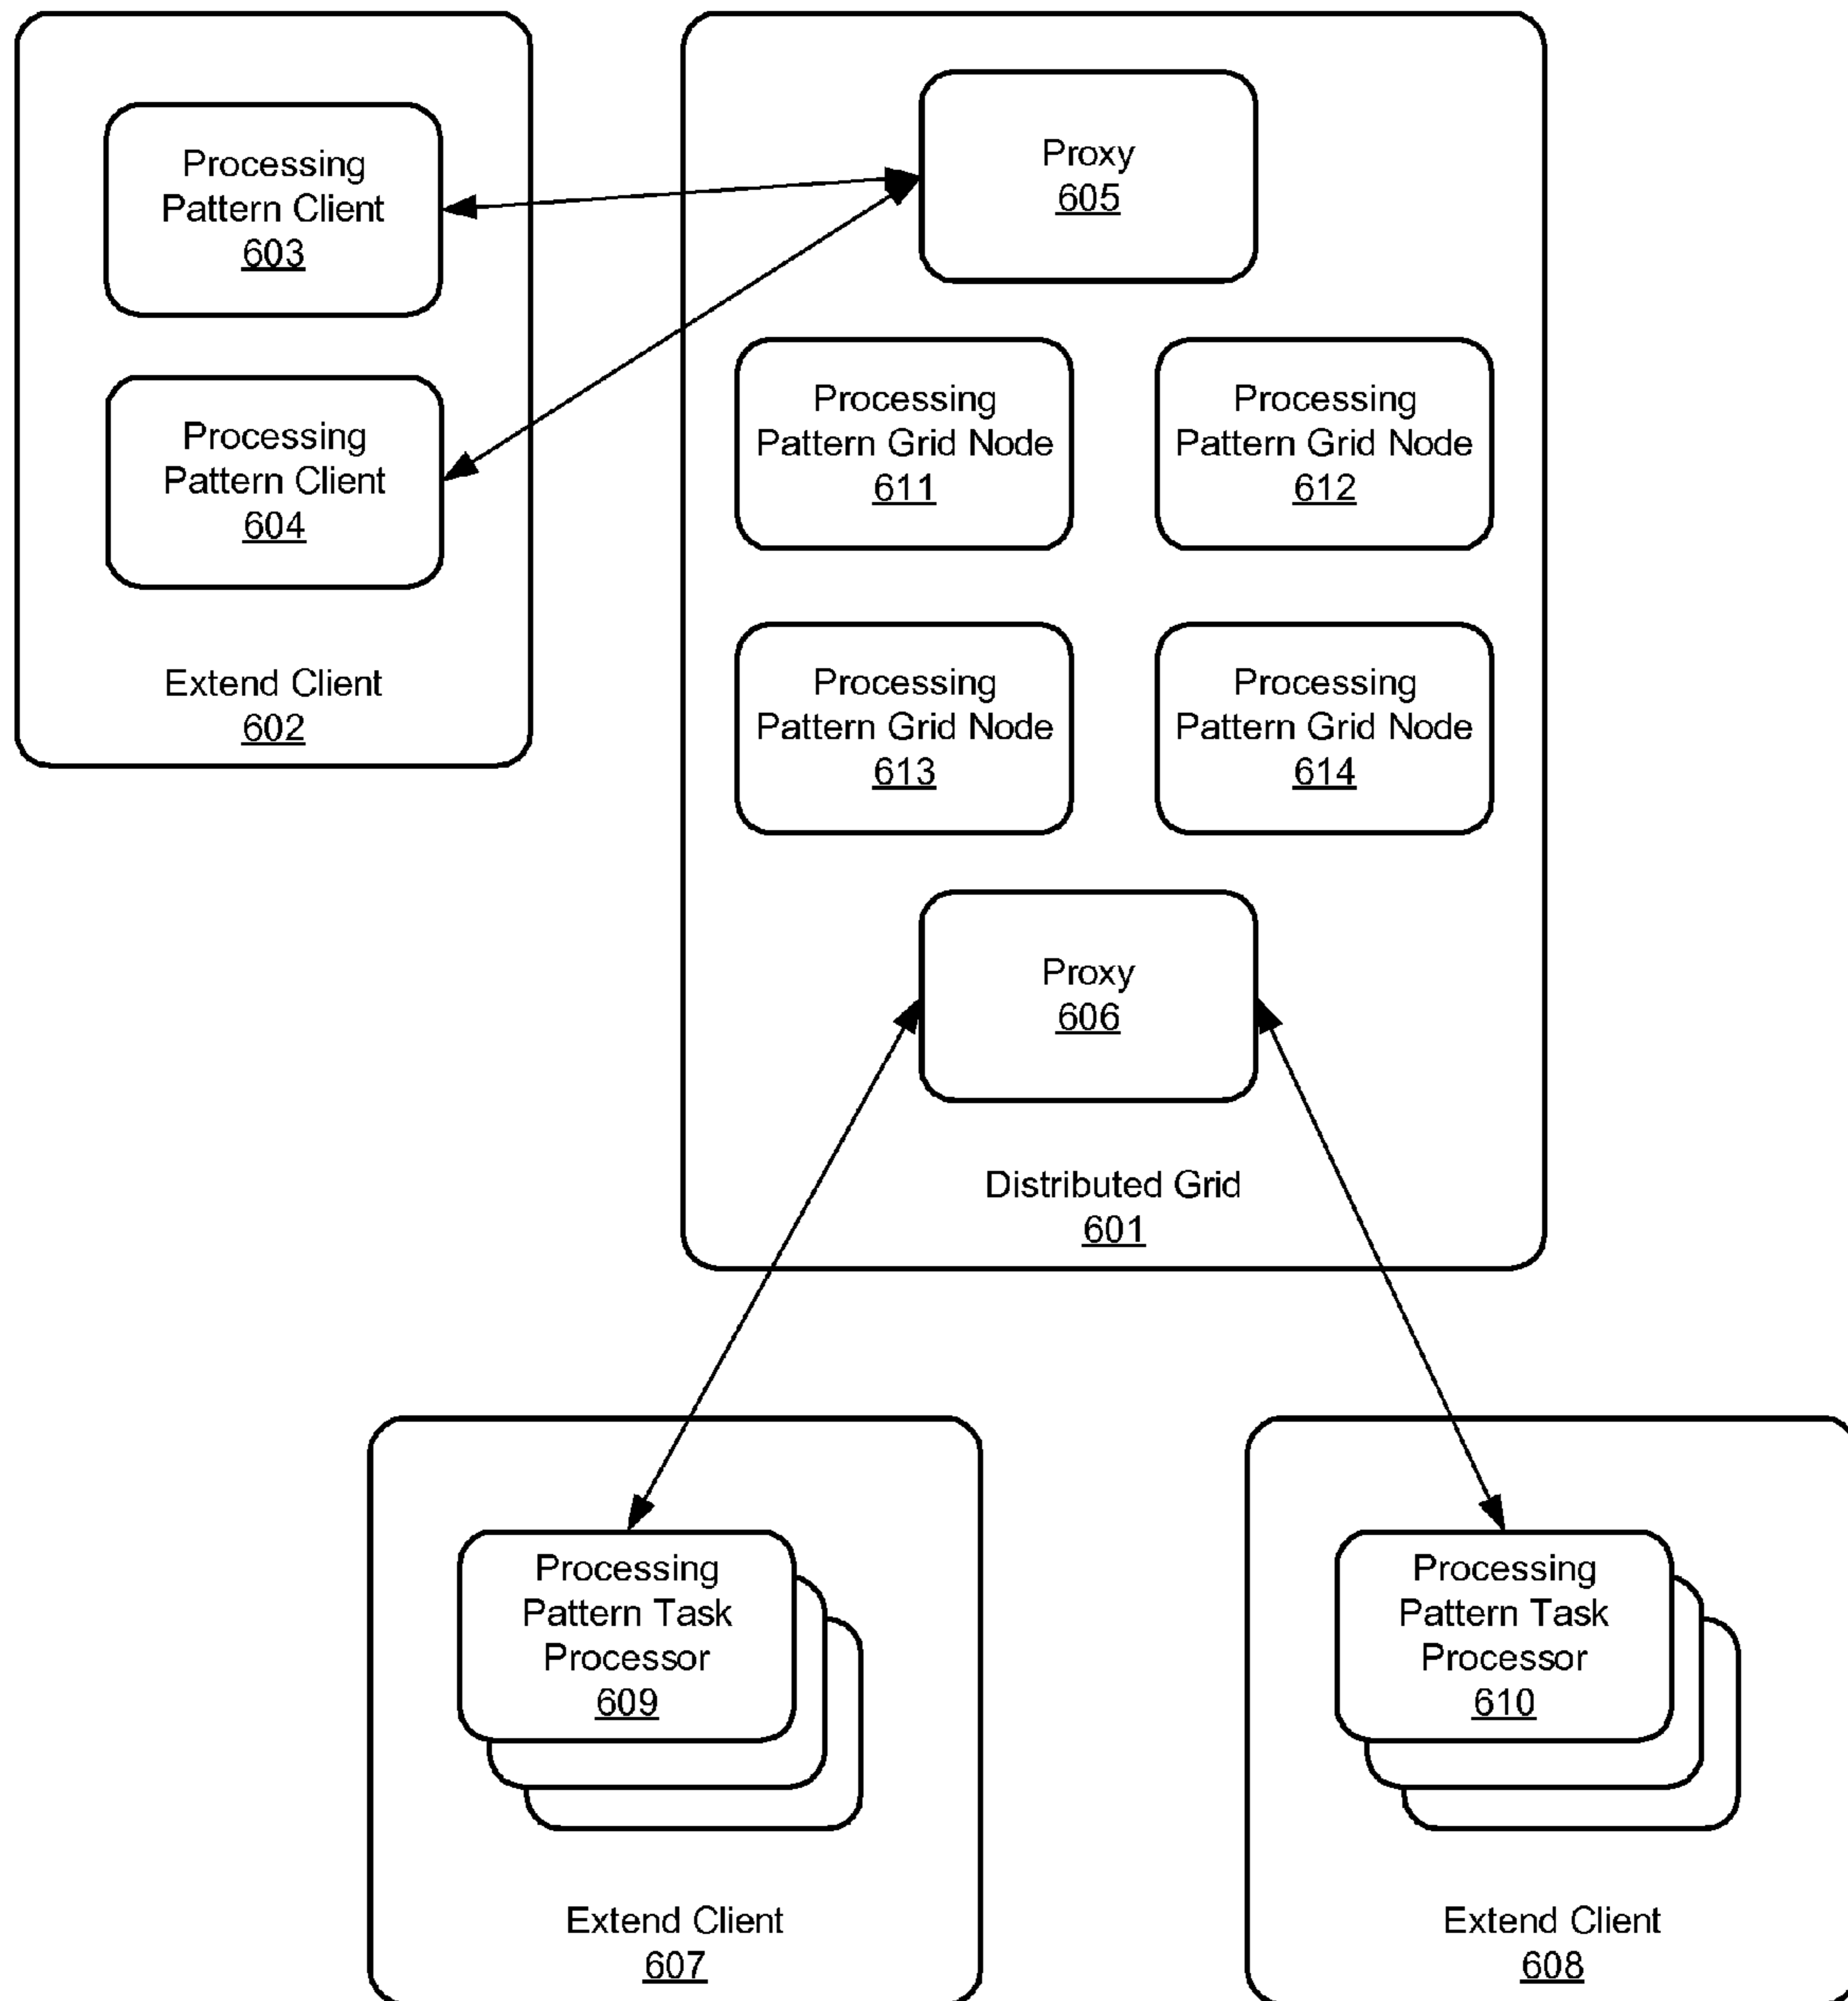 Processing
Pattern Client
603
Processing
Pattern Client
604
Extend Client
602
Proxy
605
Processing
Pattern Grid Node
611
Processing
Pattern Grid Node
612
Processing
Pattern Grid Node
613
Processing
Pattern Grid Node
614
Proxy
606
Distributed Grid
601
Processing
Pattern Task
Processor
609
Extend Client
607
Processing
Pattern Task
Processor
610
Extend Client
608